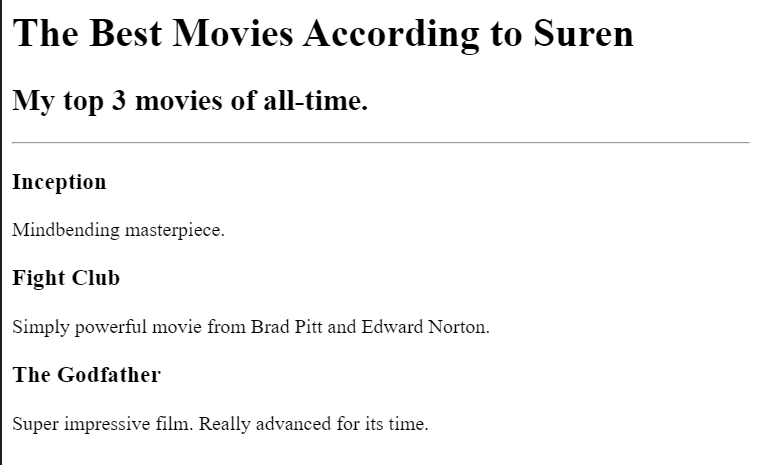 The Best Movies According to Suren
My top 3 movies of all-time.
Inception
Mindbending masterpiece.
Fight Club
Simply powerful movie from Brad Pitt and Edward Norton.
The Godfather
Super impressive film. Really advanced for its time.